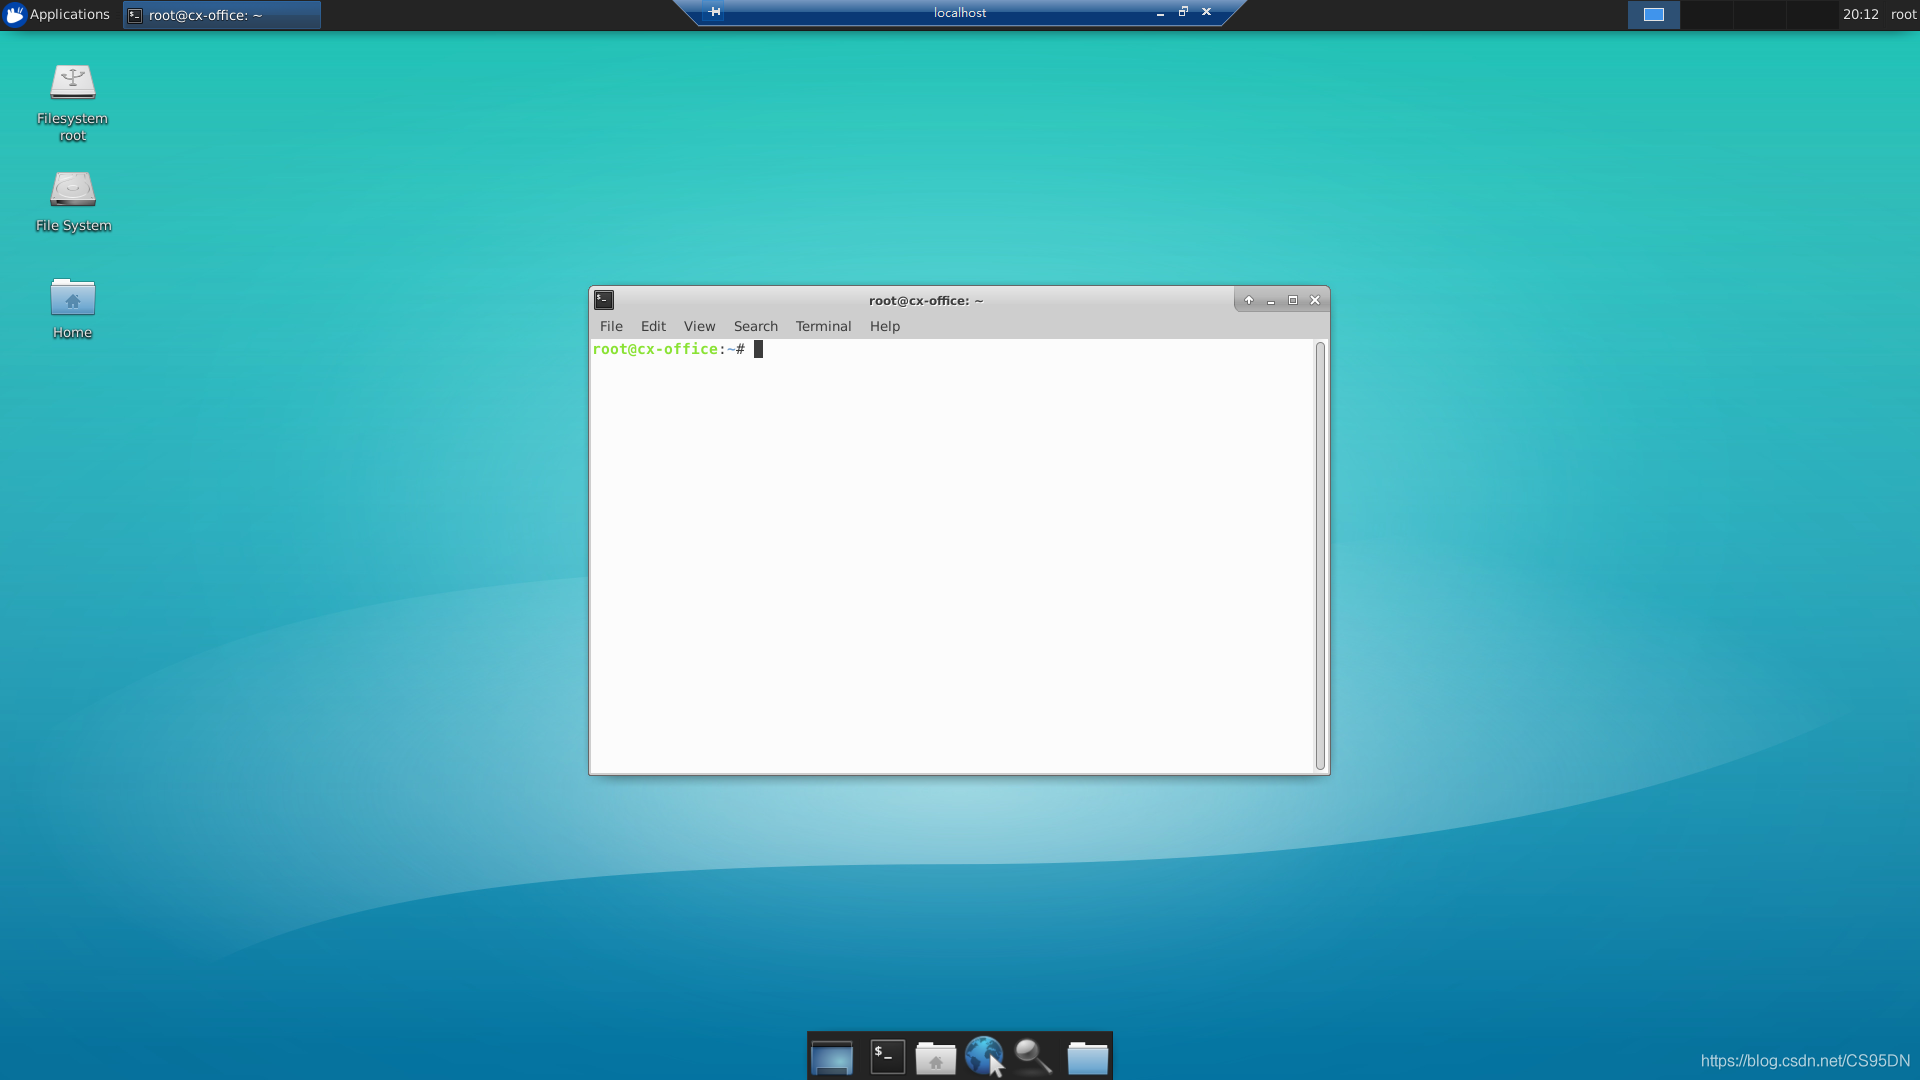 Applications
root@cx-office: ~
localhost
20:12
root
Filesystem
root
File System
Home
root@cx-office: ~
File Edit View Search Terminal Help
root@cx-office:~#
$_
https://blog.csdn.net/CS95DN